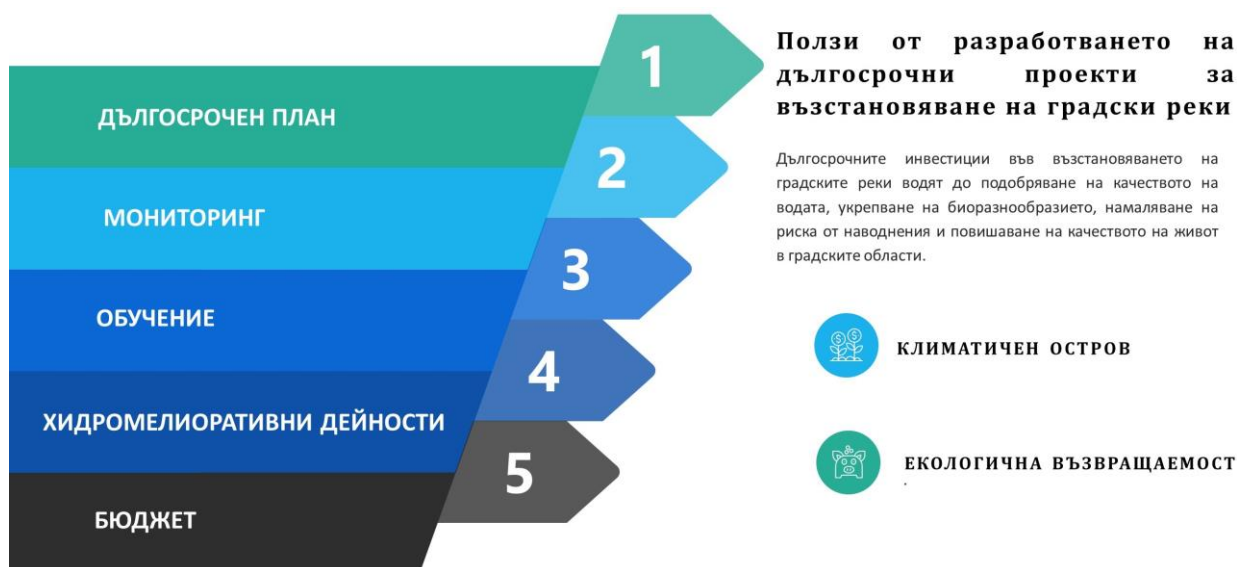 1
ДЪЛГОСРОЧЕН ПЛАН
2
МОНИТОРИНГ
3
ОБУЧЕНИЕ
4
ХИДРОМЕЛИОРАТИВНИ ДЕЙНОСТИ
5
БЮДЖЕТ
Ползи от разработването на
дългосрочни проекти за
възстановяване на градски реки
Дългосрочните инвестиции във възстановяването на
градските реки водят до подобряване на качеството на
водата, укрепване на биоразнообразието, намаляване на
риска от наводнения и повишаване на качеството на живот
в градските области.
КЛИМАТИЧЕН ОСТРОВ
ЕКОЛОГИЧНА ВЪЗВРАЩАЕМОСТ
.